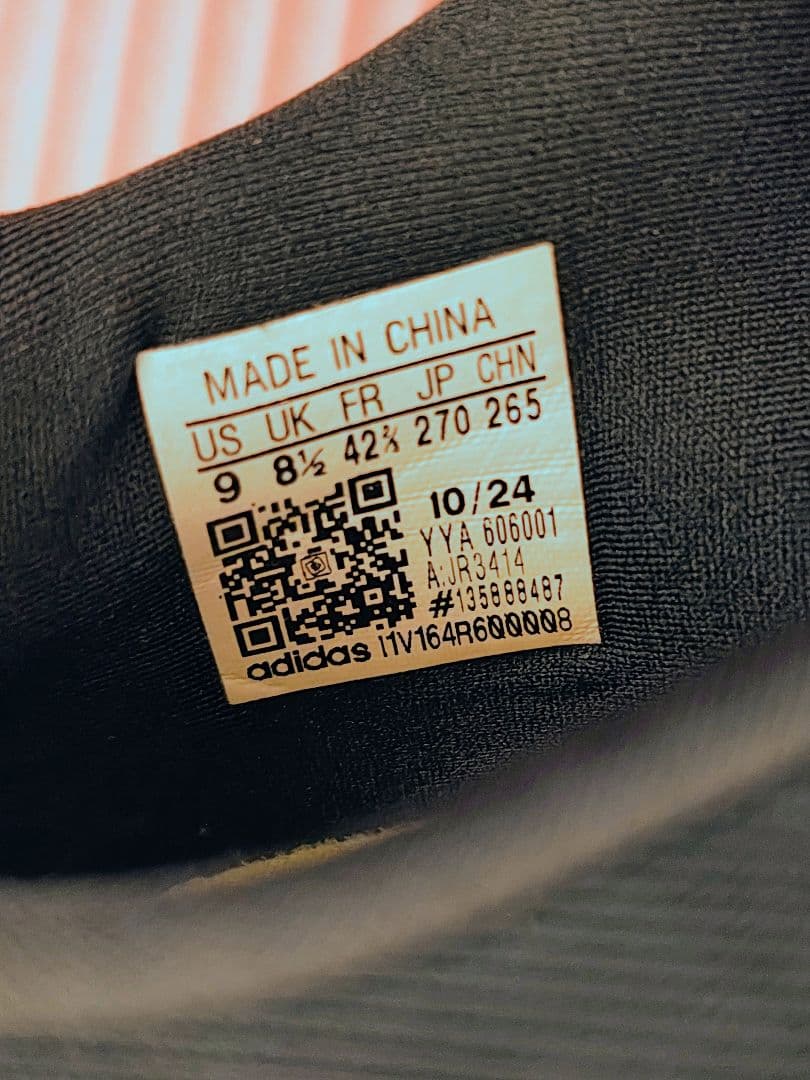 MADE IN CHINA
US UK FR JP CHN
9 8½ 42⅔ 270 265
10/24
YYA 606001
A:JR3414
#135888487
adidas I1V164R600008